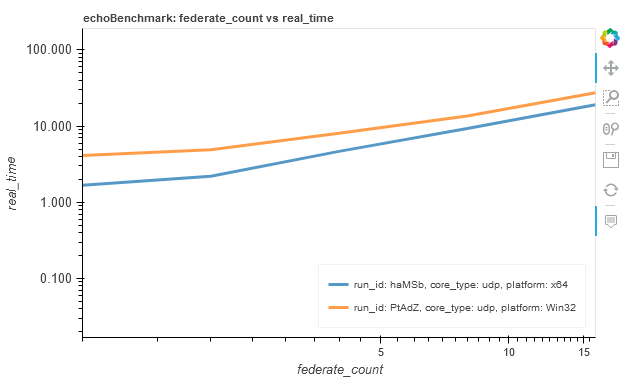 echoBenchmark: federate_count vs real_time
100.000
10.000
1.000
0.100
real_time
run_id: haMSb, core_type: udp, platform: x64
run_id: PtAdZ, core_type: udp, platform: Win32
5
10
15
federate_count